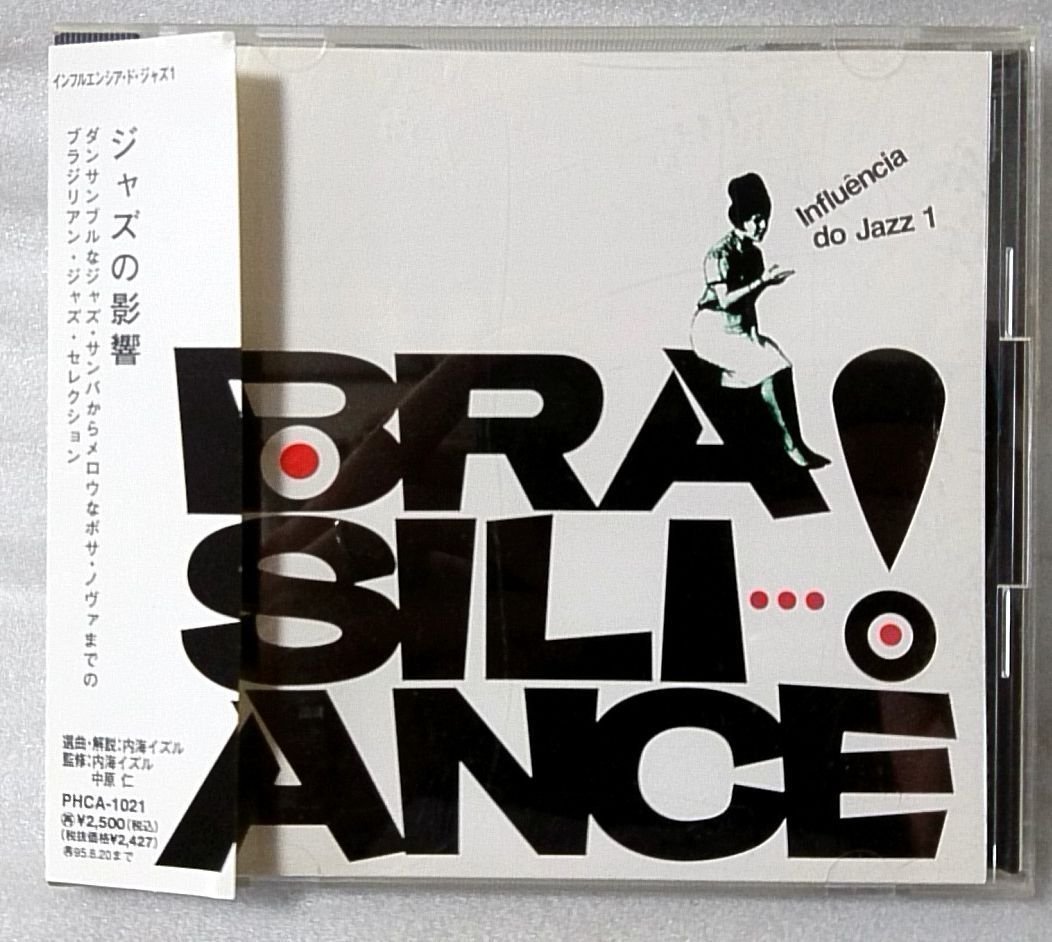 インフルエンシア・ド・ジャズ1
ジャズの影響
ダンサンブルなジャズ・サンバからメロウなボサ・ノヴァまでの
ブラジリアン・ジャズ・セレクション
選曲・解説:内海イズル
監修:内海イズル
中原 仁
PHCA-1021
¥2,500(税込)
(税抜価格¥2,427)
95.8.20まで
Influência
do Jazz 1
BRA!
SILI...
ANCE